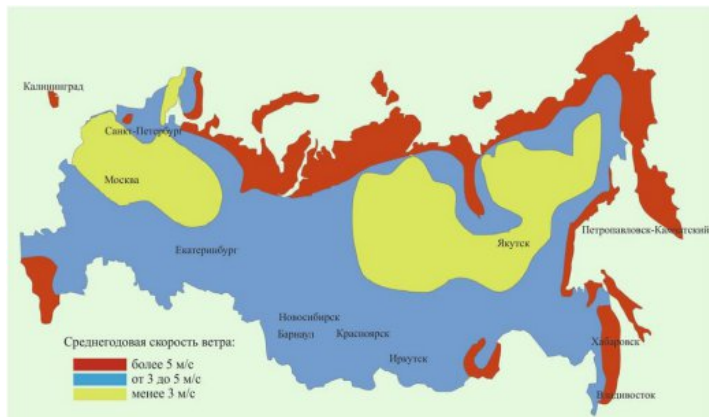 Калининград
Санкт-Петербург
Москва
Екатеринбург
Якутск
Петропавловск-Камчатский
Новосибирск
Барнаул
Красноярск
Иркутск
Хабаровск
Владивосток
Среднегодовая скорость ветра:
более 5 м/с
от 3 до 5 м/с
менее 3 м/с